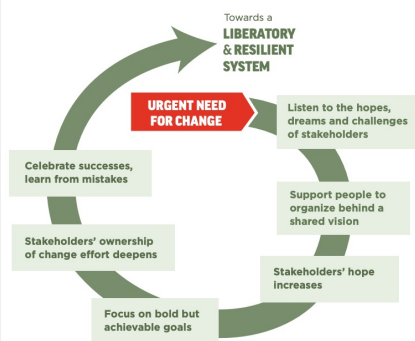 Towards a
LIBERATORY
& RESILIENT
SYSTEM
URGENT NEED
FOR CHANGE
Listen to the hopes,
dreams and challenges
of stakeholders
Support people to
organize behind a
shared vision
Stakeholders' hope
increases
Focus on bold but
achievable goals
Stakeholders' ownership
of change effort deepens
Celebrate successes,
learn from mistakes